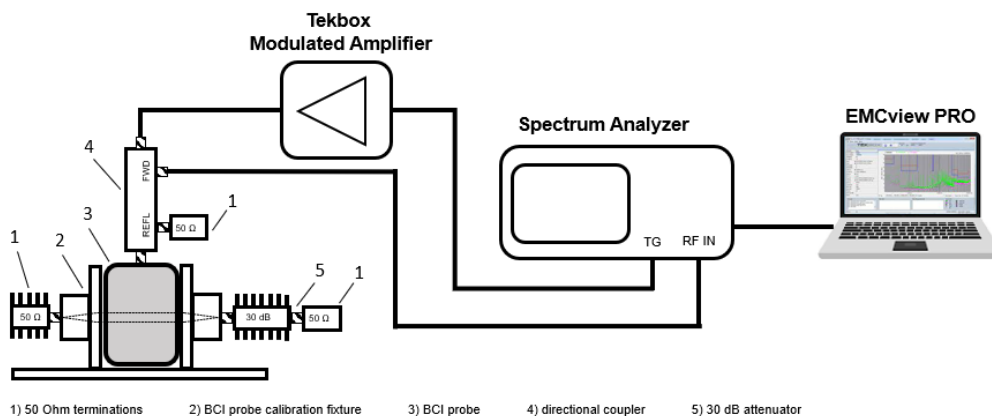 Tekbox
Modulated Amplifier
Spectrum Analyzer
EMCview PRO
4
FWD
REFL
1
50 Ω
3
2
1
5
1
50 Ω
30 dB
50 Ω
TG
RF IN
1) 50 Ohm terminations
2) BCI probe calibration fixture
3) BCI probe
4) directional coupler
5) 30 dB attenuator